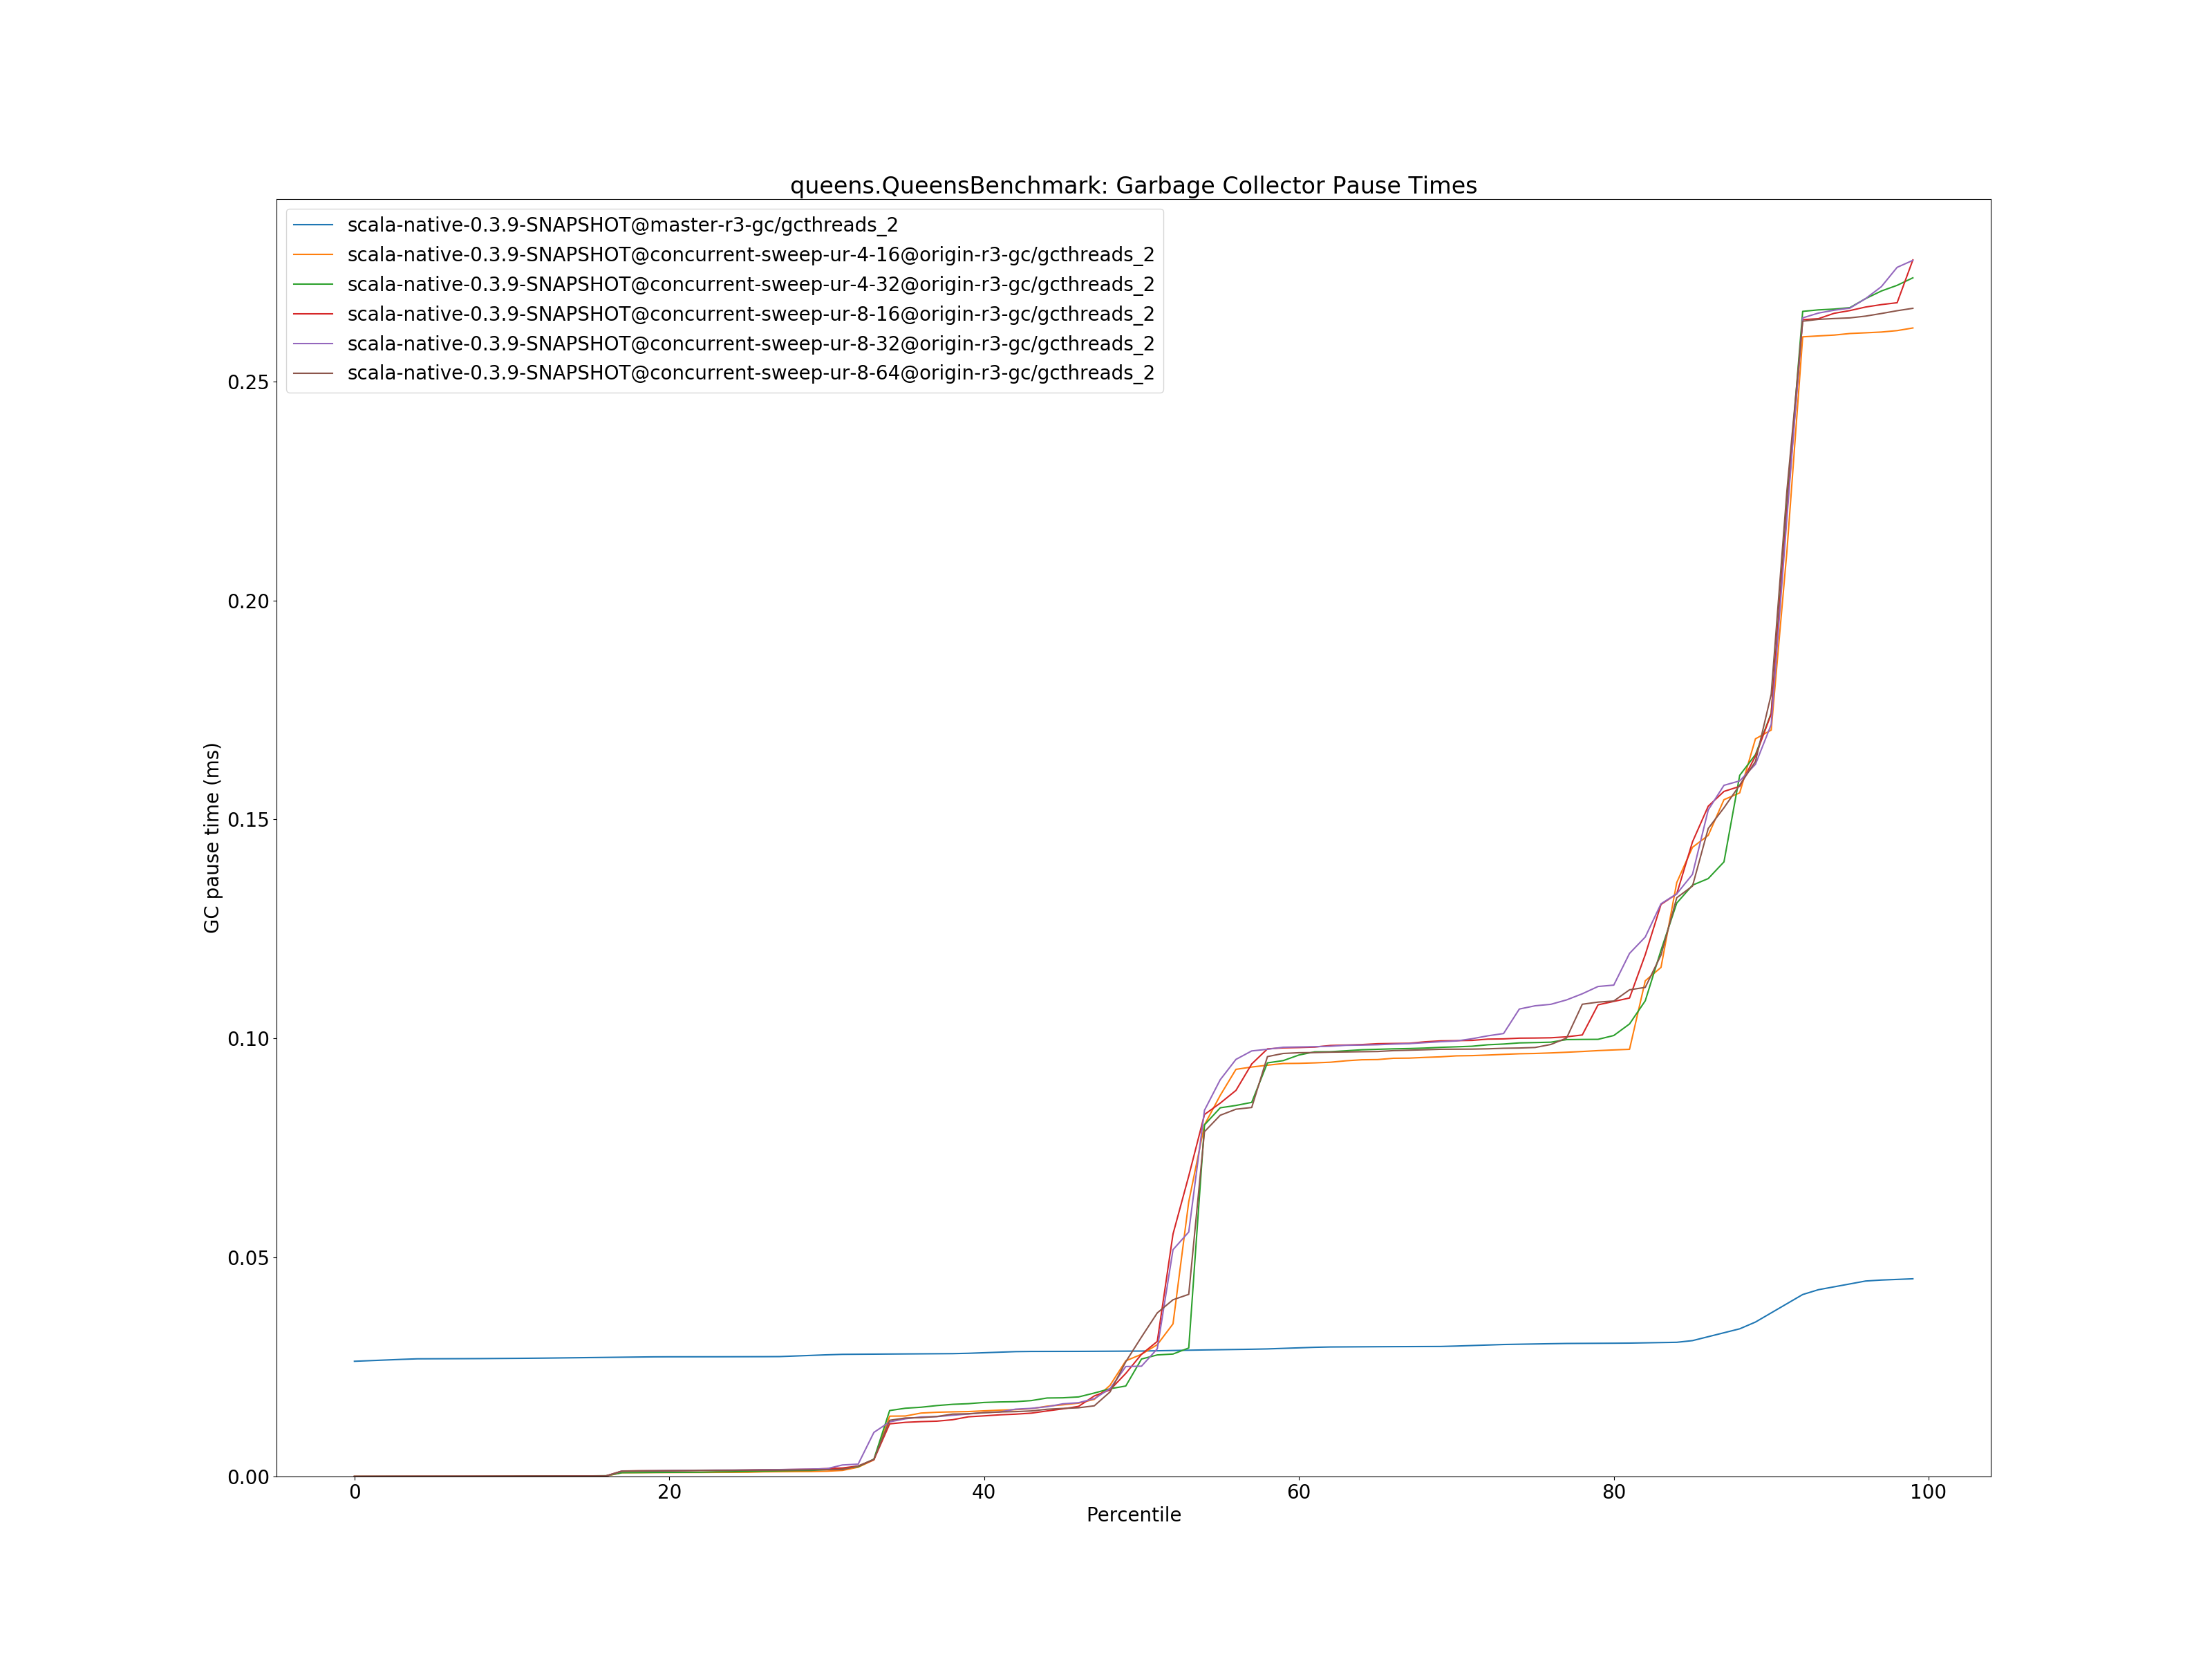 queens.QueensBenchmark: Garbage Collector Pause Times
scala-native-0.3.9-SNAPSHOT@master-r3-gc/gcthreads_2
scala-native-0.3.9-SNAPSHOT@concurrent-sweep-ur-4-16@origin-r3-gc/gcthreads_2
scala-native-0.3.9-SNAPSHOT@concurrent-sweep-ur-4-32@origin-r3-gc/gcthreads_2
scala-native-0.3.9-SNAPSHOT@concurrent-sweep-ur-8-16@origin-r3-gc/gcthreads_2
scala-native-0.3.9-SNAPSHOT@concurrent-sweep-ur-8-32@origin-r3-gc/gcthreads_2
scala-native-0.3.9-SNAPSHOT@concurrent-sweep-ur-8-64@origin-r3-gc/gcthreads_2
0.25
0.20
0.15
0.10
0.05
0.00
GC pause time (ms)
0 20 40 60 80 100
Percentile